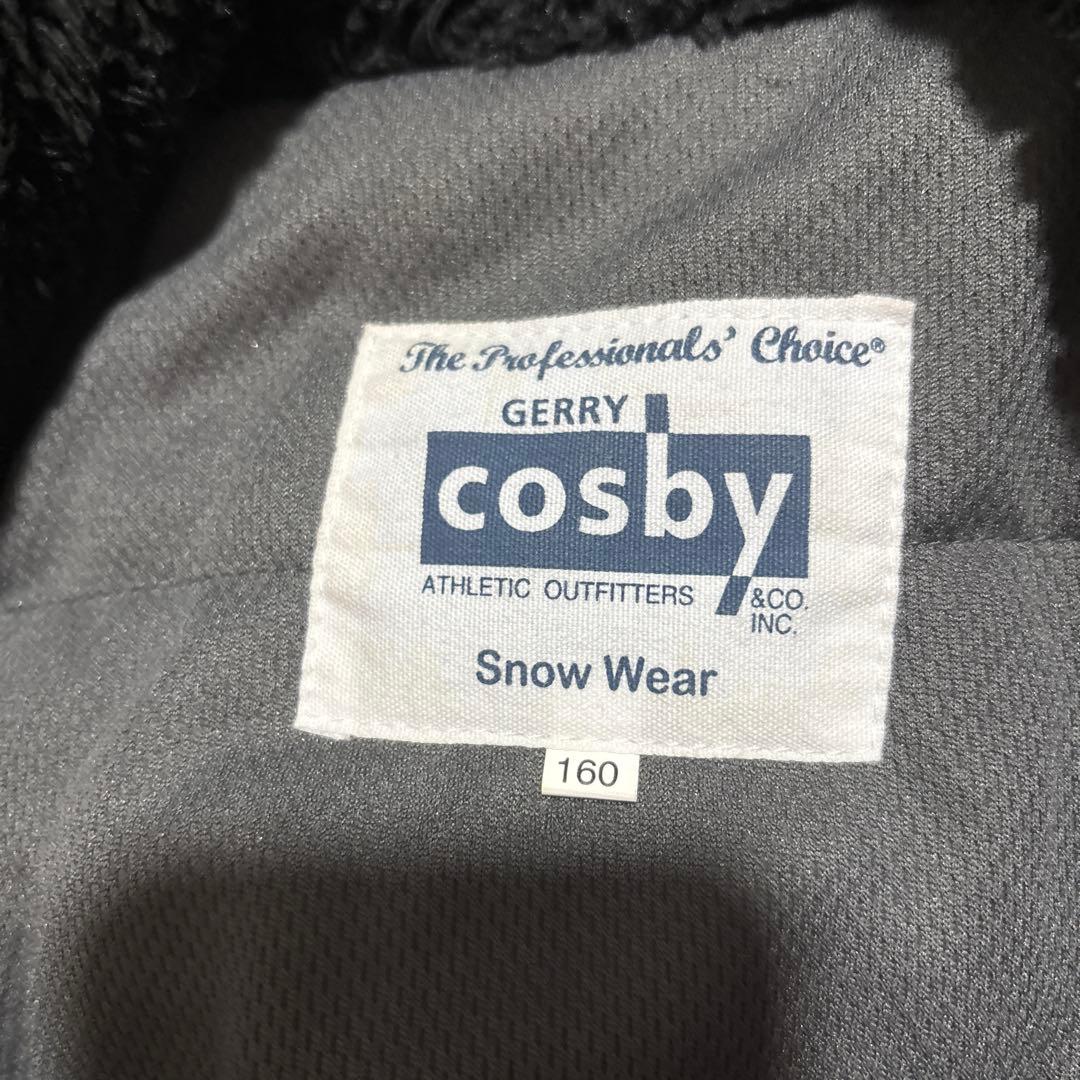 The Professionals' Choice®
GERRY
cosby
ATHLETIC OUTFITTERS &CO.
INC.
Snow Wear
160